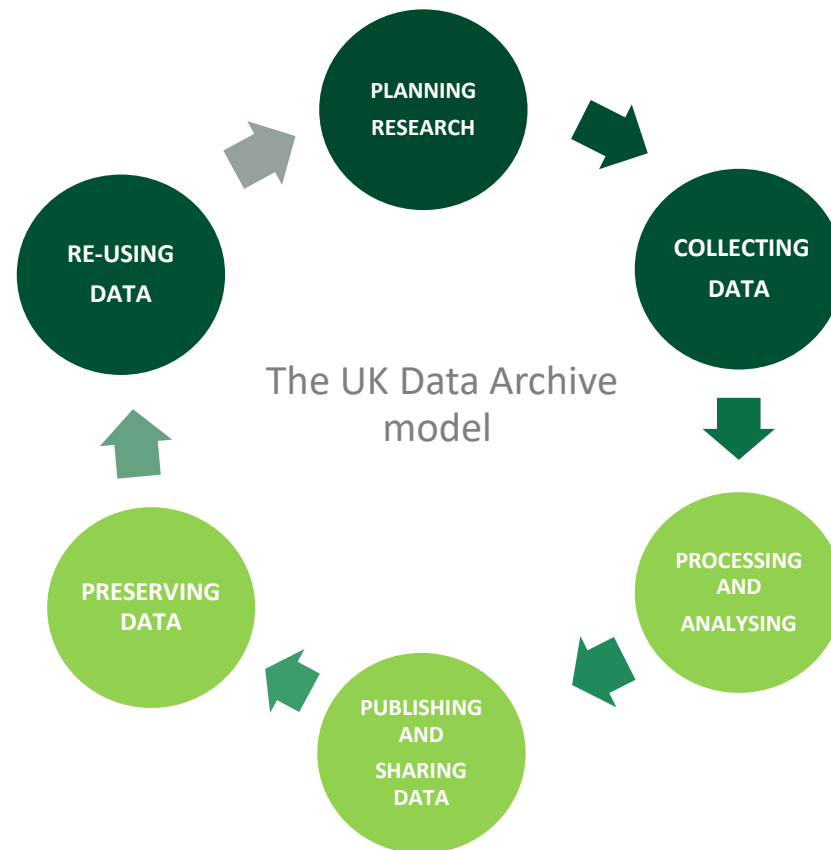 PLANNING
RESEARCH
COLLECTING
DATA
PROCESSING
AND
ANALYSING
PUBLISHING
AND
SHARING
DATA
PRESERVING
DATA
RE-USING
DATA
The UK Data Archive
model